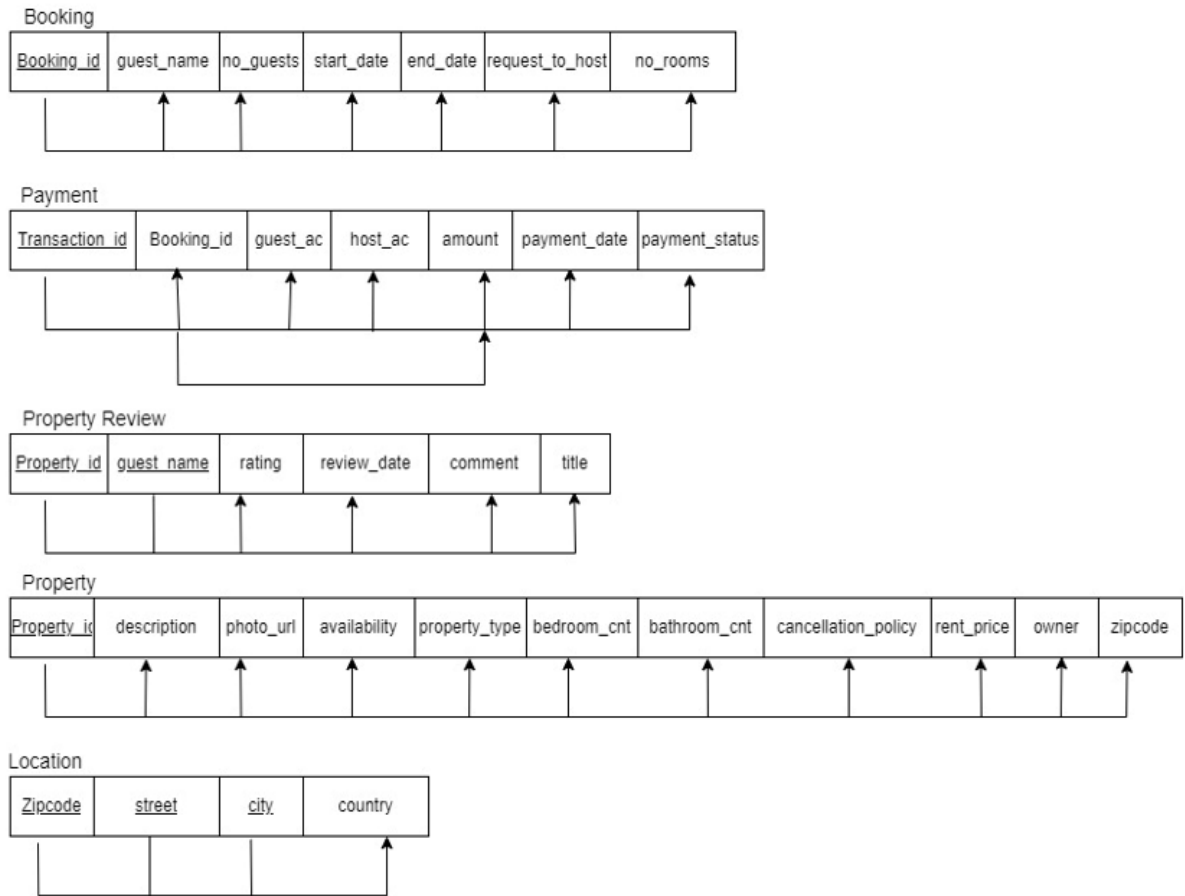 Booking
Booking_id guest_name no_guests start_date end_date request_to_host no_rooms
Payment
Transaction_id Booking_id guest_ac host_ac amount payment_date payment_status
Property Review
Property_id guest_name rating review_date comment title
Property
Property_id description photo_url availability property_type bedroom_cnt bathroom_cnt cancellation_policy rent_price owner zipcode
Location
Zipcode street city country